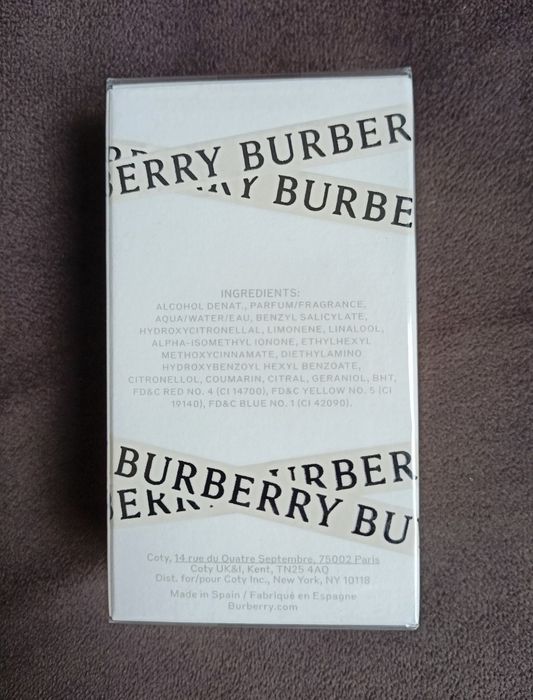 BERRY BURBER
RY BURBE
INGREDIENTS:
ALCOHOL DENAT., PARFUM/FRAGRANCE,
AQUA/WATER/EAU, BENZYL SALICYLATE,
HYDROXYCITRONELLAL, LIMONENE, LINALOOL,
ALPHA-ISOMETHYL IONONE, ETHYLHEXYL
METHOXYCINNAMATE, DIETHYLAMINO
HYDROXYBENZOYL HEXYL BENZOATE,
CITRONELLOL, COUMARIN, CITRAL, GERANIOL, BHT,
FD&C RED NO. 4 (CI 14700), FD&C YELLOW NO. 5 (CI
19140), FD&C BLUE NO. 1 (CI 42090).
URBER
BURBERRY BU
BERR
Coty, 14 rue du Quatre Septembre, 75002 Paris
Coty UK&I, Kent, TN25 4AQ
Dist. for/pour Coty Inc., New York, NY 10118
Made in Spain / Fabriqué en Espagne
Burberry.com